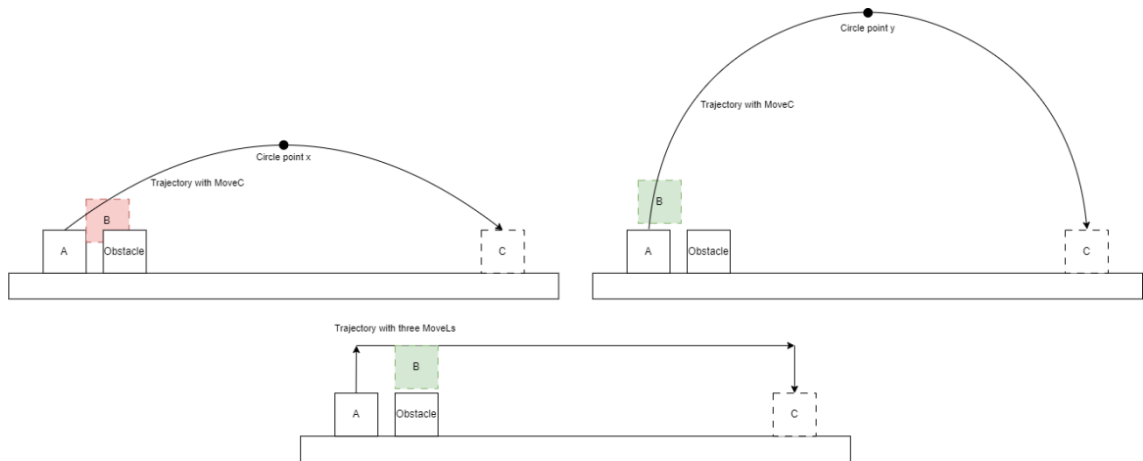 Circle point x
Trajectory with MoveC
B
A
Obstacle
C
Circle point y
Trajectory with MoveC
B
A
Obstacle
C
Trajectory with three MoveLs
B
A
Obstacle
C